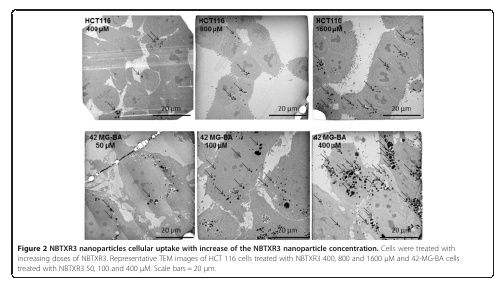 HCT116
400 µM
20 µm
HCT116
800 µM
20 µm
HCT116
1600 µM
20 µm
42 MG-BA
50 µM
20 µm
42 MG-BA
100 µM
20 µm
42 MG-BA
400 µM
20 µm
Figure 2 NBTXR3 nanoparticles cellular uptake with increase of the NBTXR3 nanoparticle concentration. Cells were treated with
increasing doses of NBTXR3. Representative TEM images of HCT 116 cells treated with NBTXR3 400, 800 and 1600 µM and 42-MG-BA cells
treated with NBTXR3 50, 100 and 400 µM. Scale bars = 20 µm.